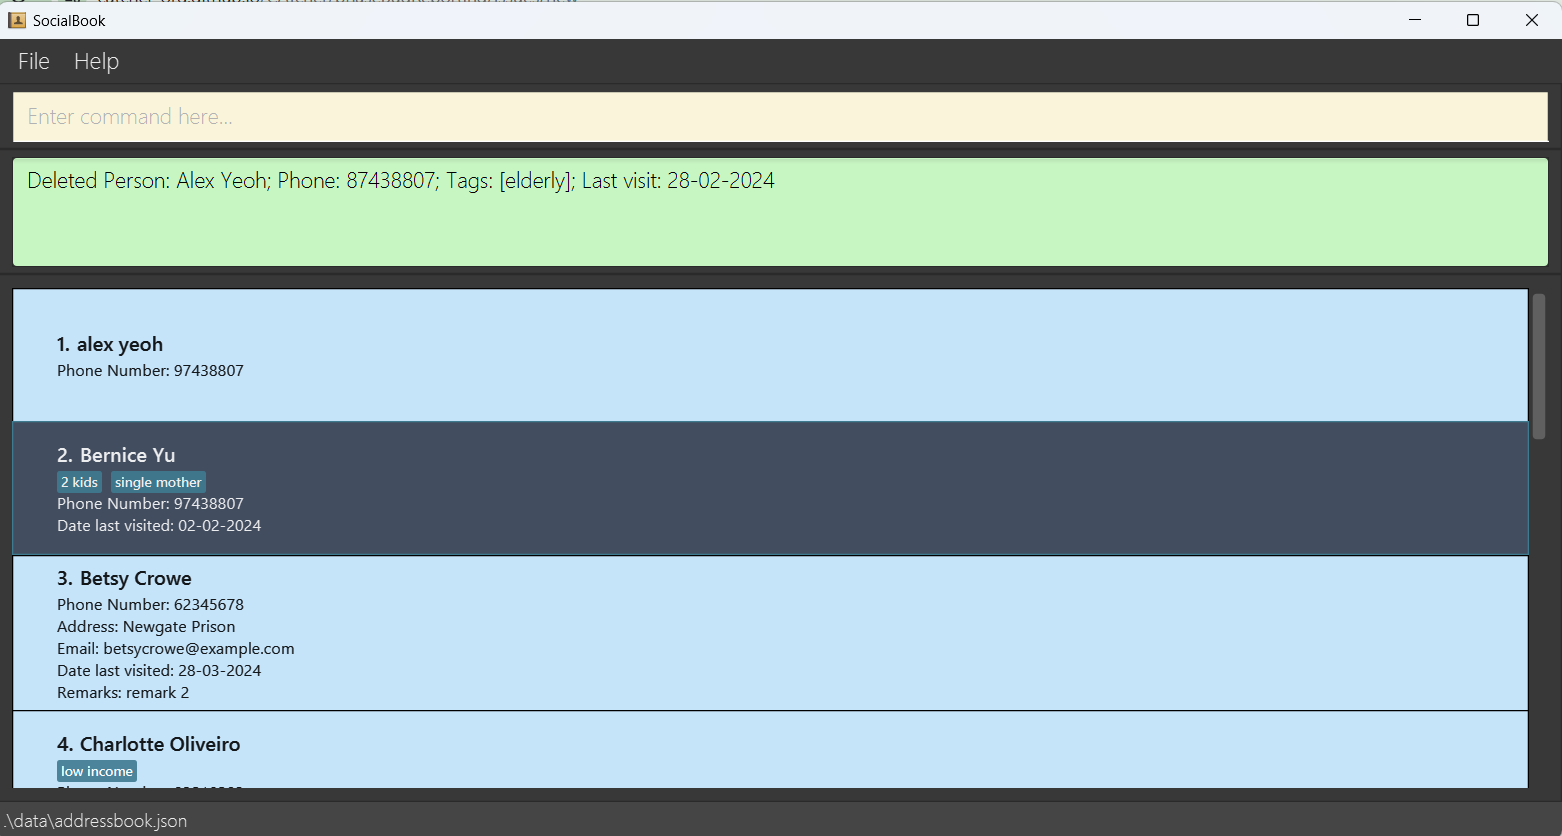 SocialBook
File Help
Enter command here...
Deleted Person: Alex Yeoh; Phone: 87438807; Tags: [elderly]; Last visit: 28-02-2024
1. alex yeoh
Phone Number: 97438807
2. Bernice Yu
2 kids single mother
Phone Number: 97438807
Date last visited: 02-02-2024
3. Betsy Crowe
Phone Number: 62345678
Address: Newgate Prison
Email: betsycrowe@example.com
Date last visited: 28-03-2024
Remarks: remark 2
4. Charlotte Oliveiro
low income
.\data\addressbook.json